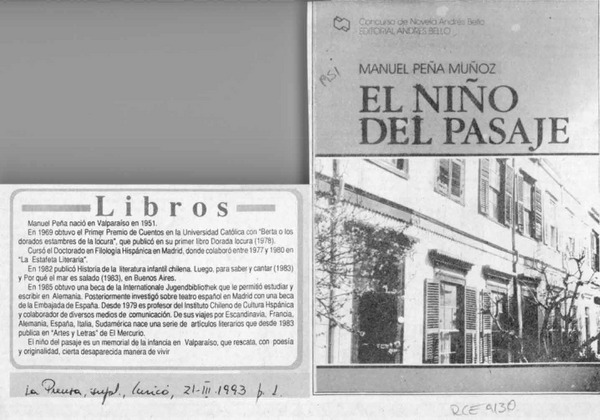 Libros
Manuel Peña nació en Valparaíso en 1951.
En 1969 obtuvo el Primer Premio de Cuentos en la Universidad Católica con "Berta o los
dorados estambres de la locura", que publicó en su primer libro Dorada locura (1978).
Cursó el Doctorado en Filología Hispánica en Madrid, donde colaboró entre 1977 y 1980 en
"La Estafeta Literaria".
En 1982 publicó Historia de la literatura infantil chilena. Luego, para saber y cantar (1983)
y Por qué el mar es salado (1983), en Buenos Aires.
En 1985 obtuvo una beca de la Internationale Jugendbibliothek que le permitió estudiar y
escribir en Alemania. Posteriormente investigó sobre teatro español en Madrid con una beca
de la Embajada de España. Desde 1979 es profesor del Instituto Chileno de Cultura Hispánica
y colaborador de diversos medios de comunicación. De sus viajes por Escandinavia, Francia,
Alemania, España, Italia, Sudamérica nace una serie de artículos literarios que desde 1983
publica en "Artes y Letras" de El Mercurio.
El niño del pasaje es un memorial de la infancia en Valparaíso, que rescata, con poesía
y originalidad, cierta desaparecida manera de vivir
La Prensa, supl., Curicó, 21-III-1993 p. 1
Concurso de Novela Andrés Bello
EDITORIAL ANDRES BELLO
MANUEL PEÑA MUÑOZ
EL NIÑO
DEL PASAJE
RCE 9130